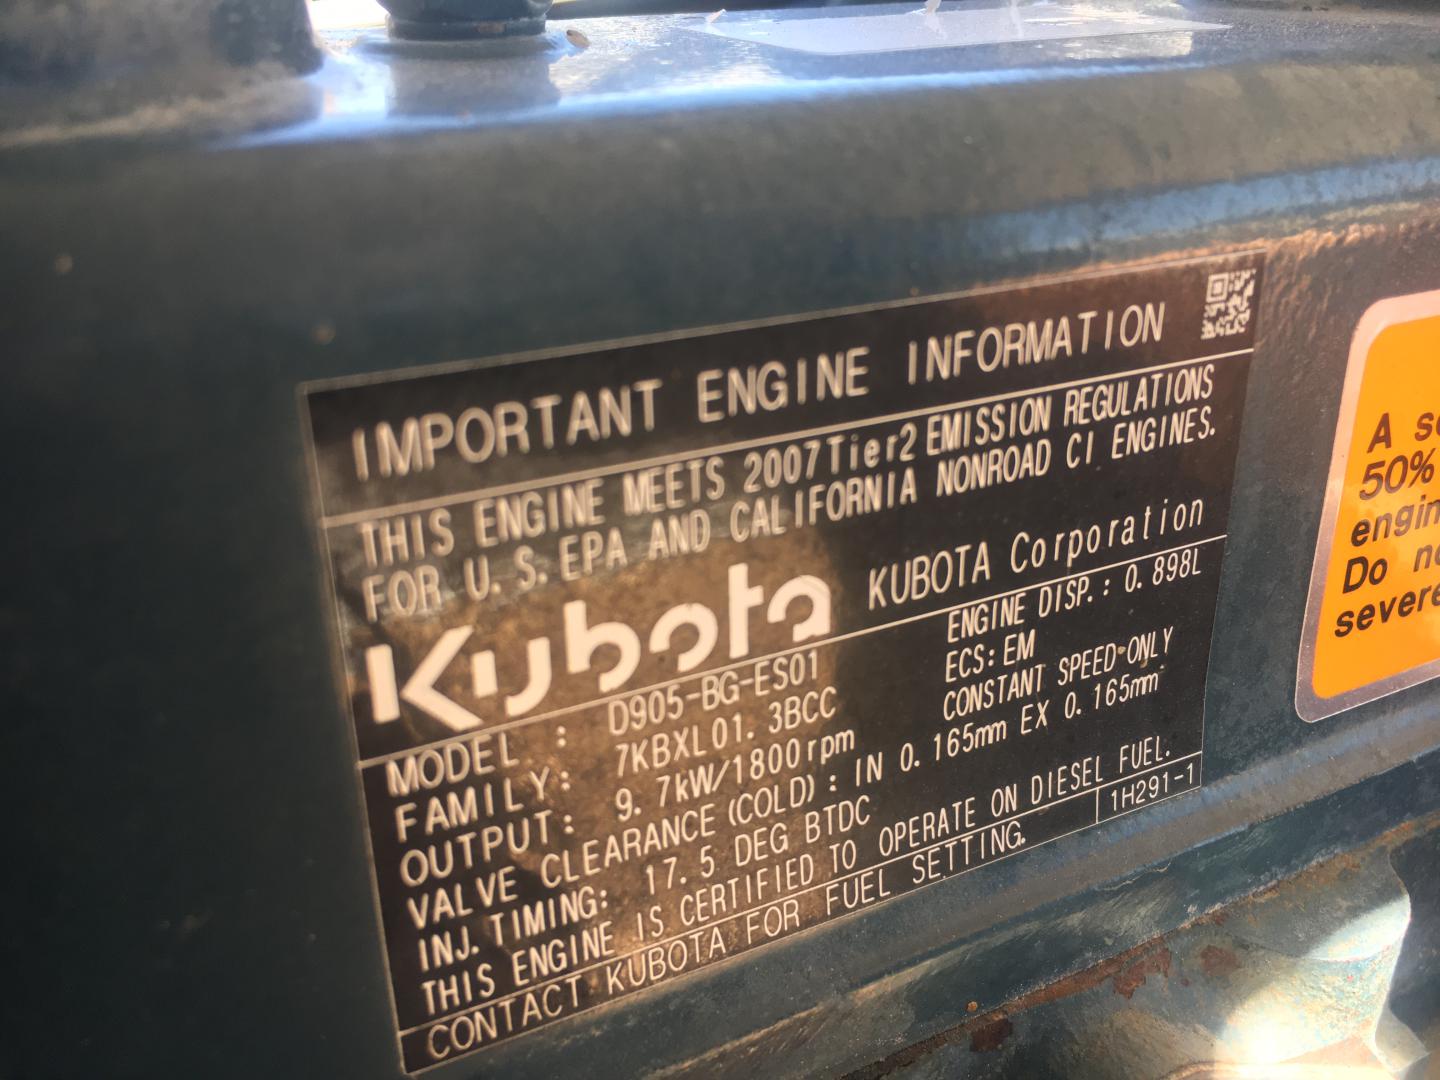 IMPORTANT ENGINE INFORMATION
THIS ENGINE MEETS 2007Tier2 EMISSION REGULATIONS
FOR U.S.EPA AND CALIFORNIA NONROAD CI ENGINES.
Kubota KUBOTA Corporation
MODEL : D905-BG-ES01 ENGINE DISP.: 0.898L
FAMILY: 7KBXL01.3BCC ECS:EM
OUTPUT: 9.7kW/1800rpm CONSTANT SPEED ONLY
VALVE CLEARANCE(COLD): IN 0.165mm EX 0.165mm
INJ.TIMING: 17.5 DEG BTDC
THIS ENGINE IS CERTIFIED TO OPERATE ON DIESEL FUEL.
CONTACT KUBOTA FOR FUEL SETTING. 1H291-1
A
50%
Do